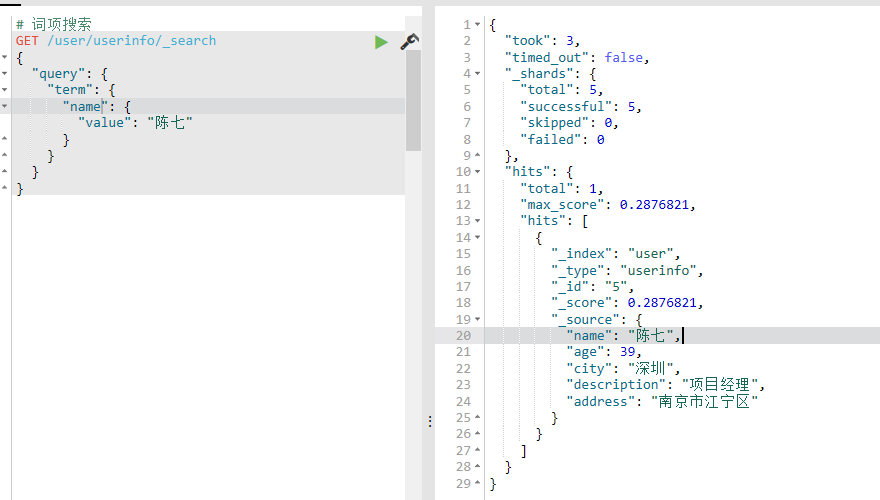 # 词项搜索
GET /user/userinfo/_search
{
"query": {
"term": {
"name": {
"value": "陈七"
}
}
}
}
1 {
2 "took": 3,
3 "timed_out": false,
4 "_shards": {
5 "total": 5,
6 "successful": 5,
7 "skipped": 0,
8 "failed": 0
9 },
10 "hits": {
11 "total": 1,
12 "max_score": 0.2876821,
13 "hits": [
14 {
15 "_index": "user",
16 "_type": "userinfo",
17 "_id": "5",
18 "_score": 0.2876821,
19 "_source": {
20 "name": "陈七",
21 "age": 39,
22 "city": "深圳",
23 "description": "项目经理",
24 "address": "南京市江宁区"
25 }
26 }
27 ]
28 }
29 }